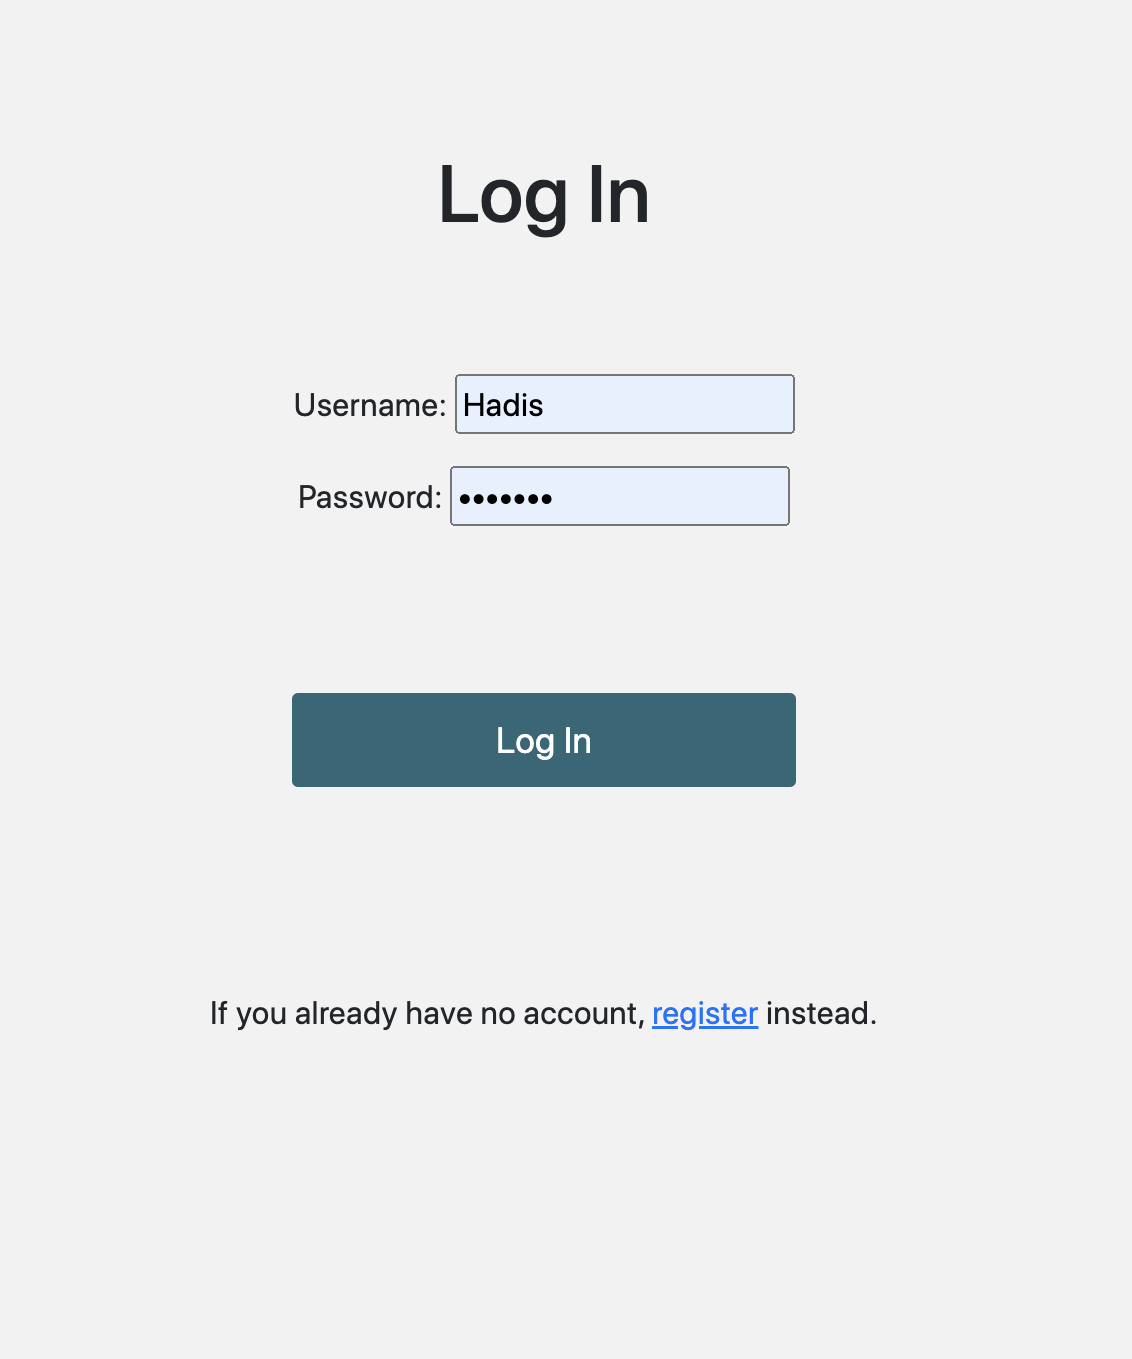 Log In
Username: Hadis
Password: •••••••
Log In
If you already have no account, register instead.